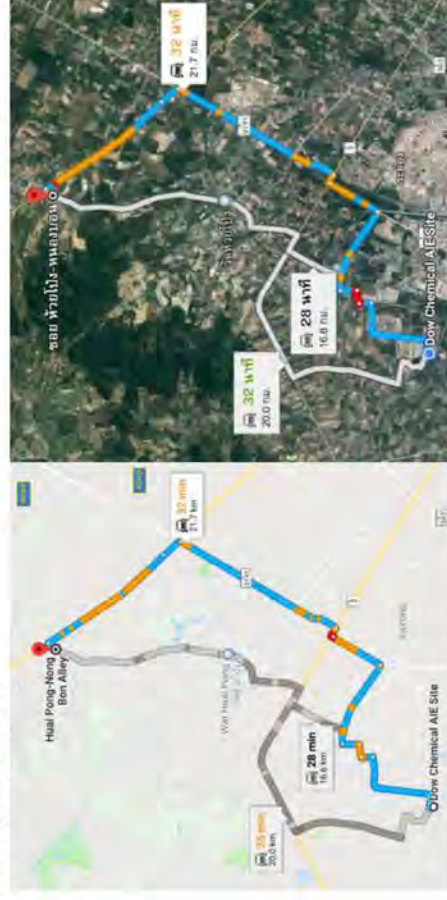 32 นาที
21.7 กม.
ซอย ห้วยโป่ง-หนองบอน
28 นาที
16.6 กม.
32 นาที
20.0 กม.
Dow Chemical AIE Site
32 min
21.7 km
Huai Pong-Nong
Bon Alley
Wat Huai Pong
28 min
16.6 km
35 min
20.0 km
Dow Chemical AIE Site